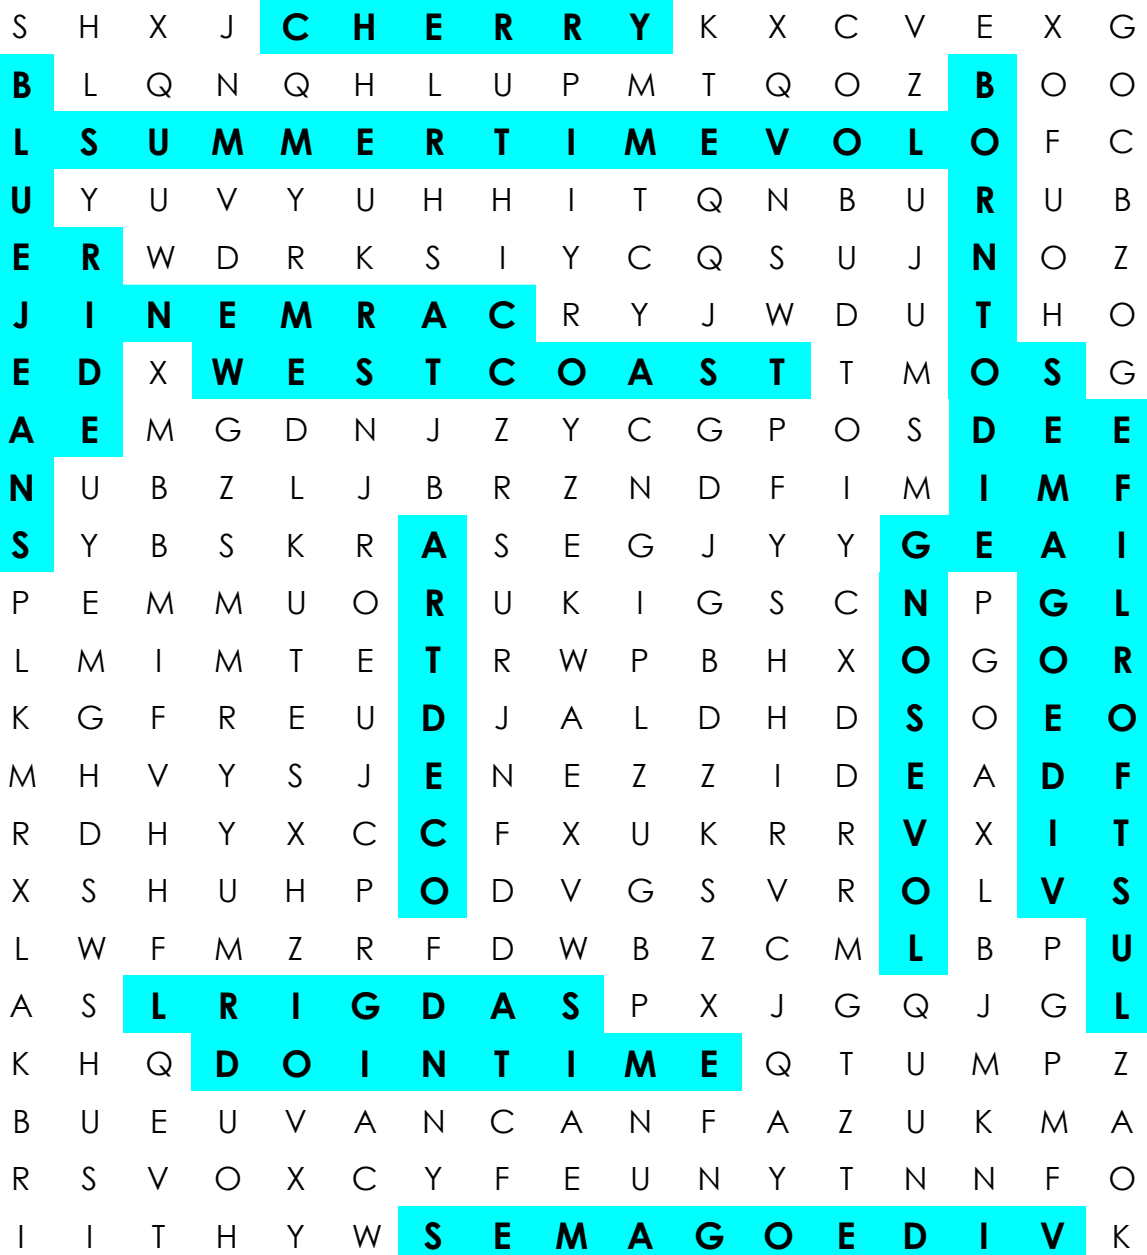 S H X J C H E R R Y K X C V E X G
B L Q N Q H L U P M T Q O Z B O O
L S U M M E R T I M E V O L O F C
U Y U V Y U H H I T Q N B U R U B
E R W D R K S I Y C Q S U J N O Z
J I N E M R A C R Y J W D U T H O
E D X W E S T C O A S T T M O S G
A E M G D N J Z Y C G P O S D E E
N U B Z L J B R Z N D F I M I M F
S Y B S K R A S E G J Y Y G E A I
P E M M U O R U K I G S C N P G L
L M I M T E T R W P B H X O G O R
K G F R E U D J A L D H D S O E O
M H V Y S J E N E Z Z I D E A D F
R D H Y X C C F X U K R R V X I T
X S H U H P O D V G S V R O L V S
L W F M Z R F D W B Z C M L B P U
A S L R I G D A S P X J G Q J G L
K H Q D O I N T I M E Q T U M P Z
B U E U V A N C A N F A Z U K M A
R S V O X C Y F E U N Y T N N F O
I I T H Y W S E M A G O E D I V K